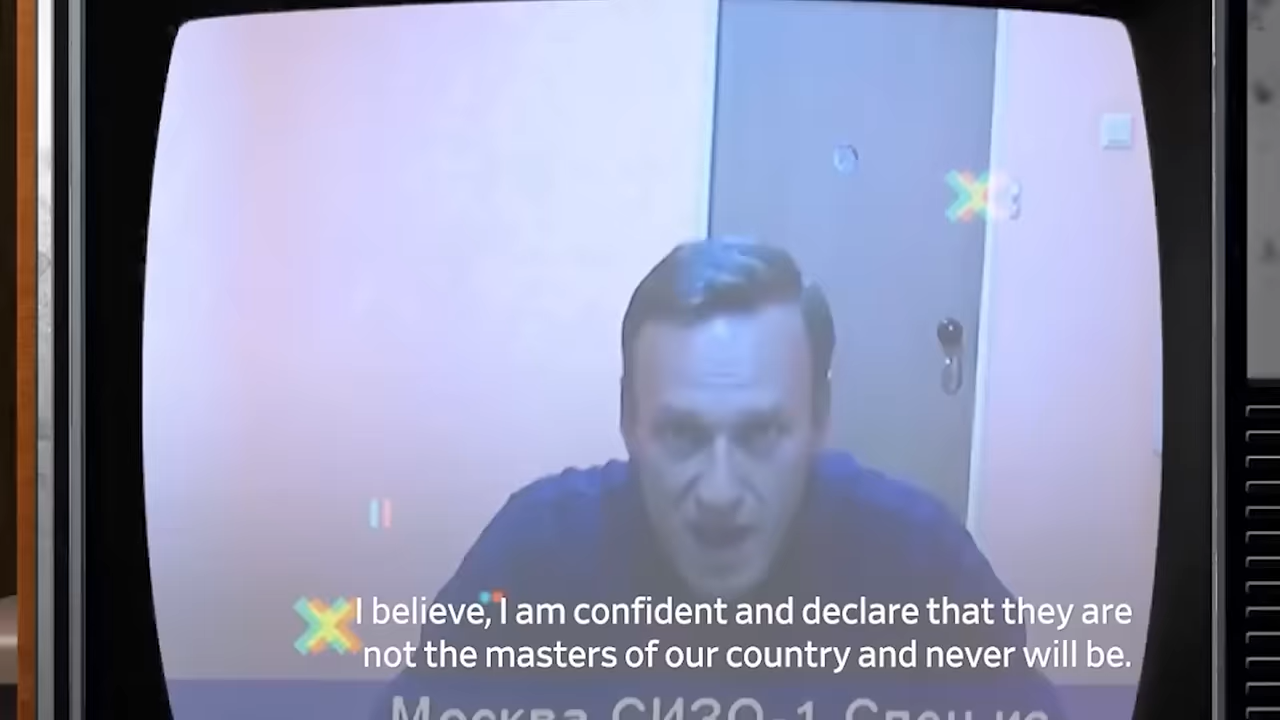 I believe, I am confident and declare that they are
not the masters of our country and never will be.
Москва СИЗО-1 Спец